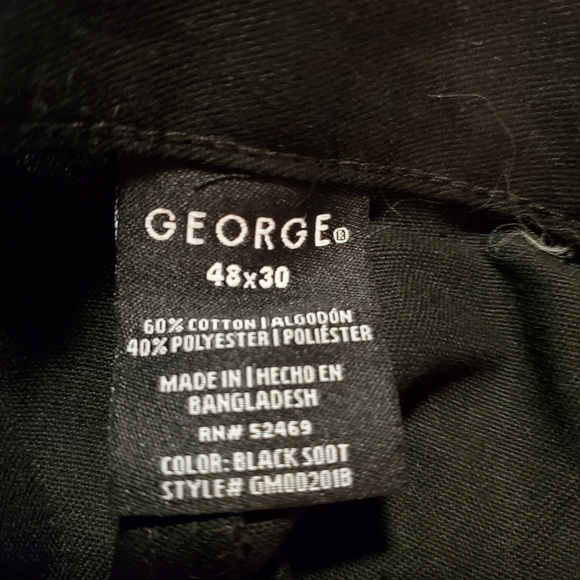 GEORGE®
48x30
60% COTTON | ALGODÓN
40% POLYESTER | POLIÉSTER
MADE IN | HECHO EN
BANGLADESH
RN# 52469
COLOR: BLACK SOOT
STYLE# GM00201B